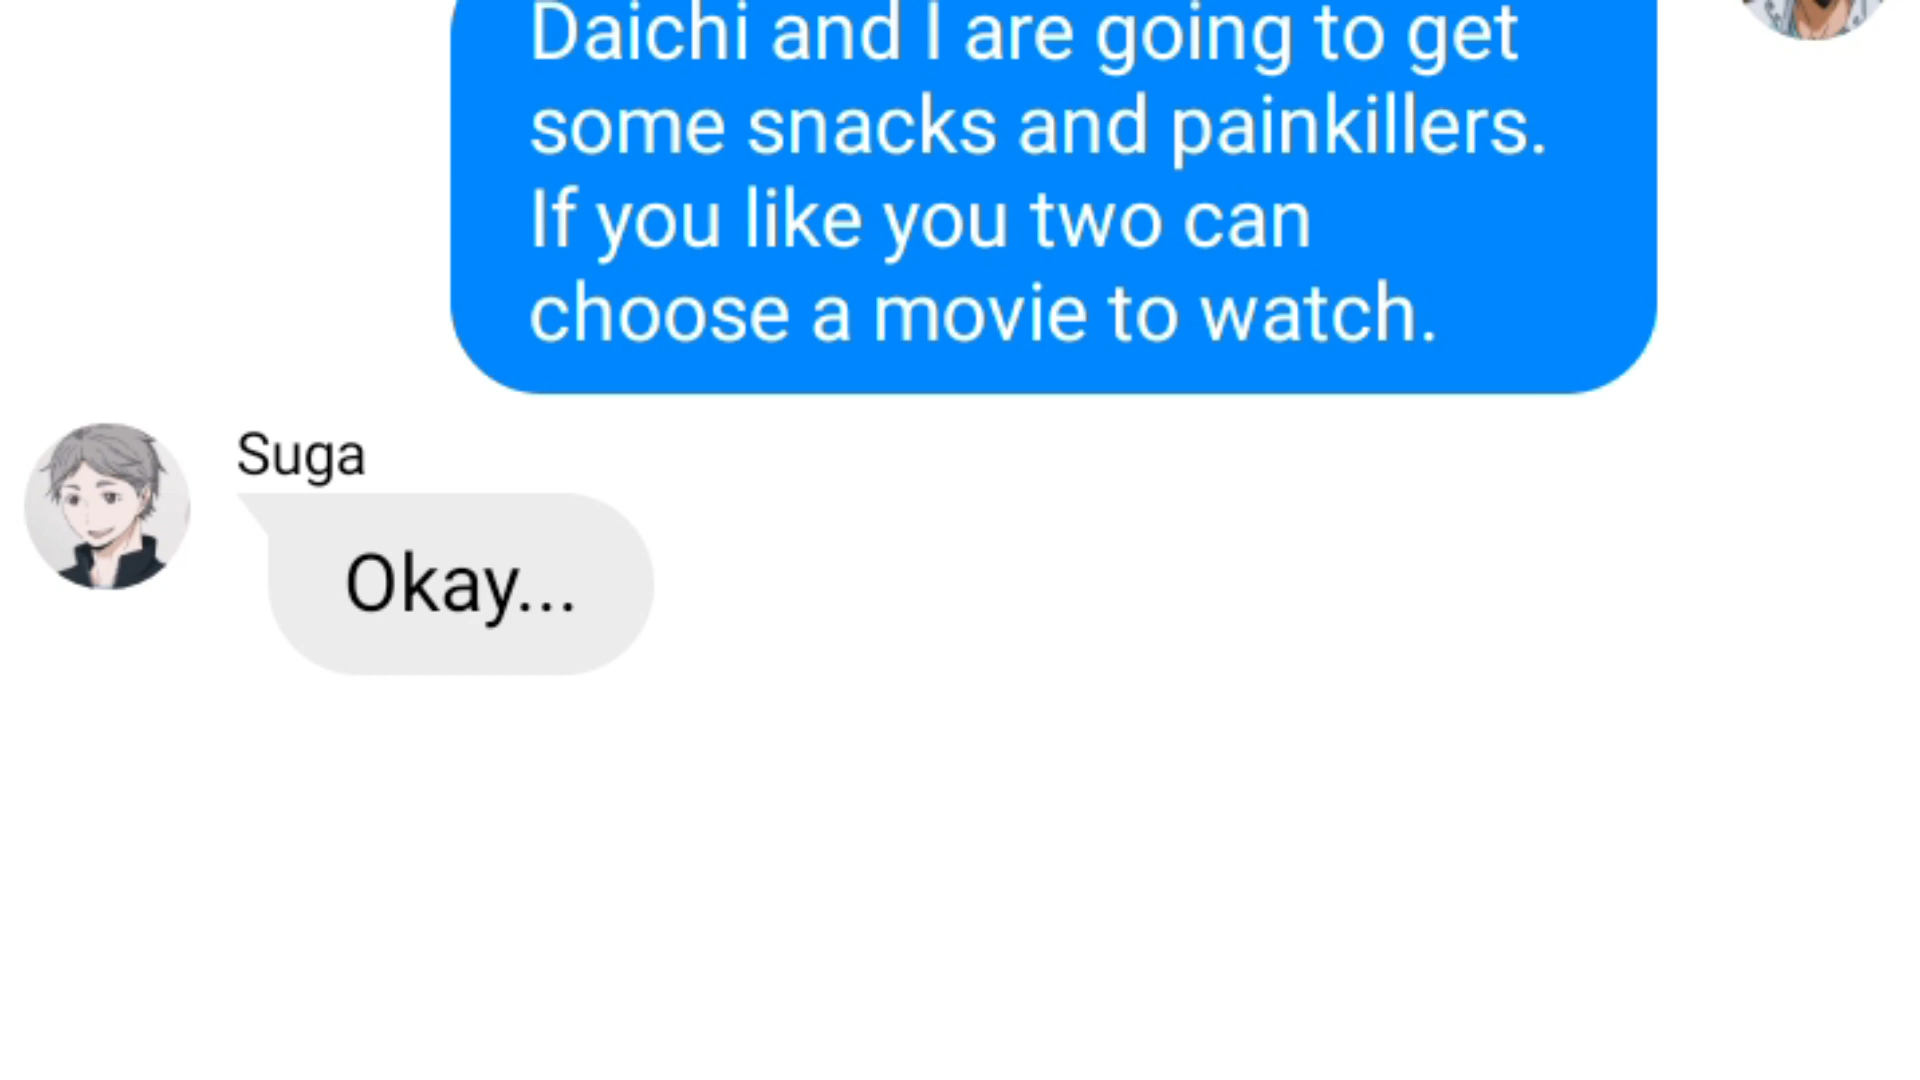 Daichi and I are going to get
some snacks and painkillers.
If you like you two can
choose a movie to watch.
Suga
Okay...